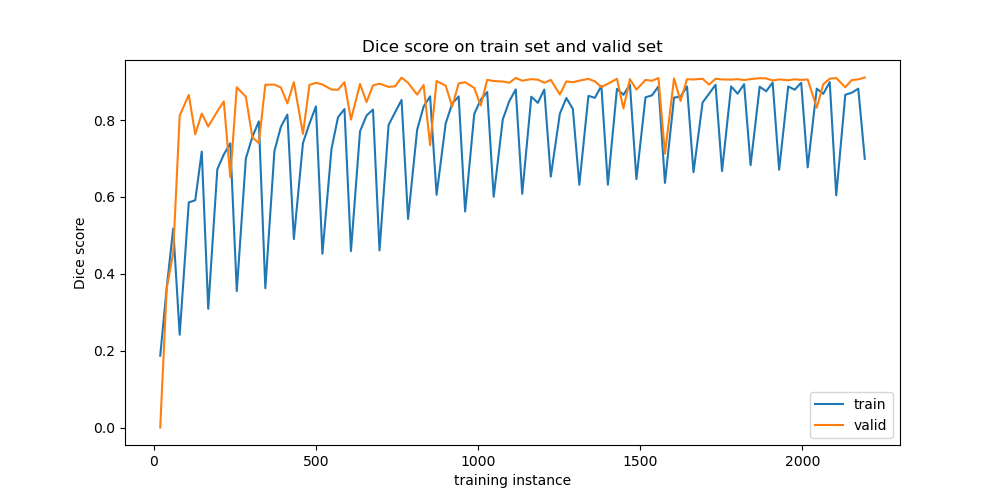 Dice score on train set and valid set
Dice score
0.8
0.6
0.4
0.2
0.0
0
500
1000
1500
2000
training instance
train
valid